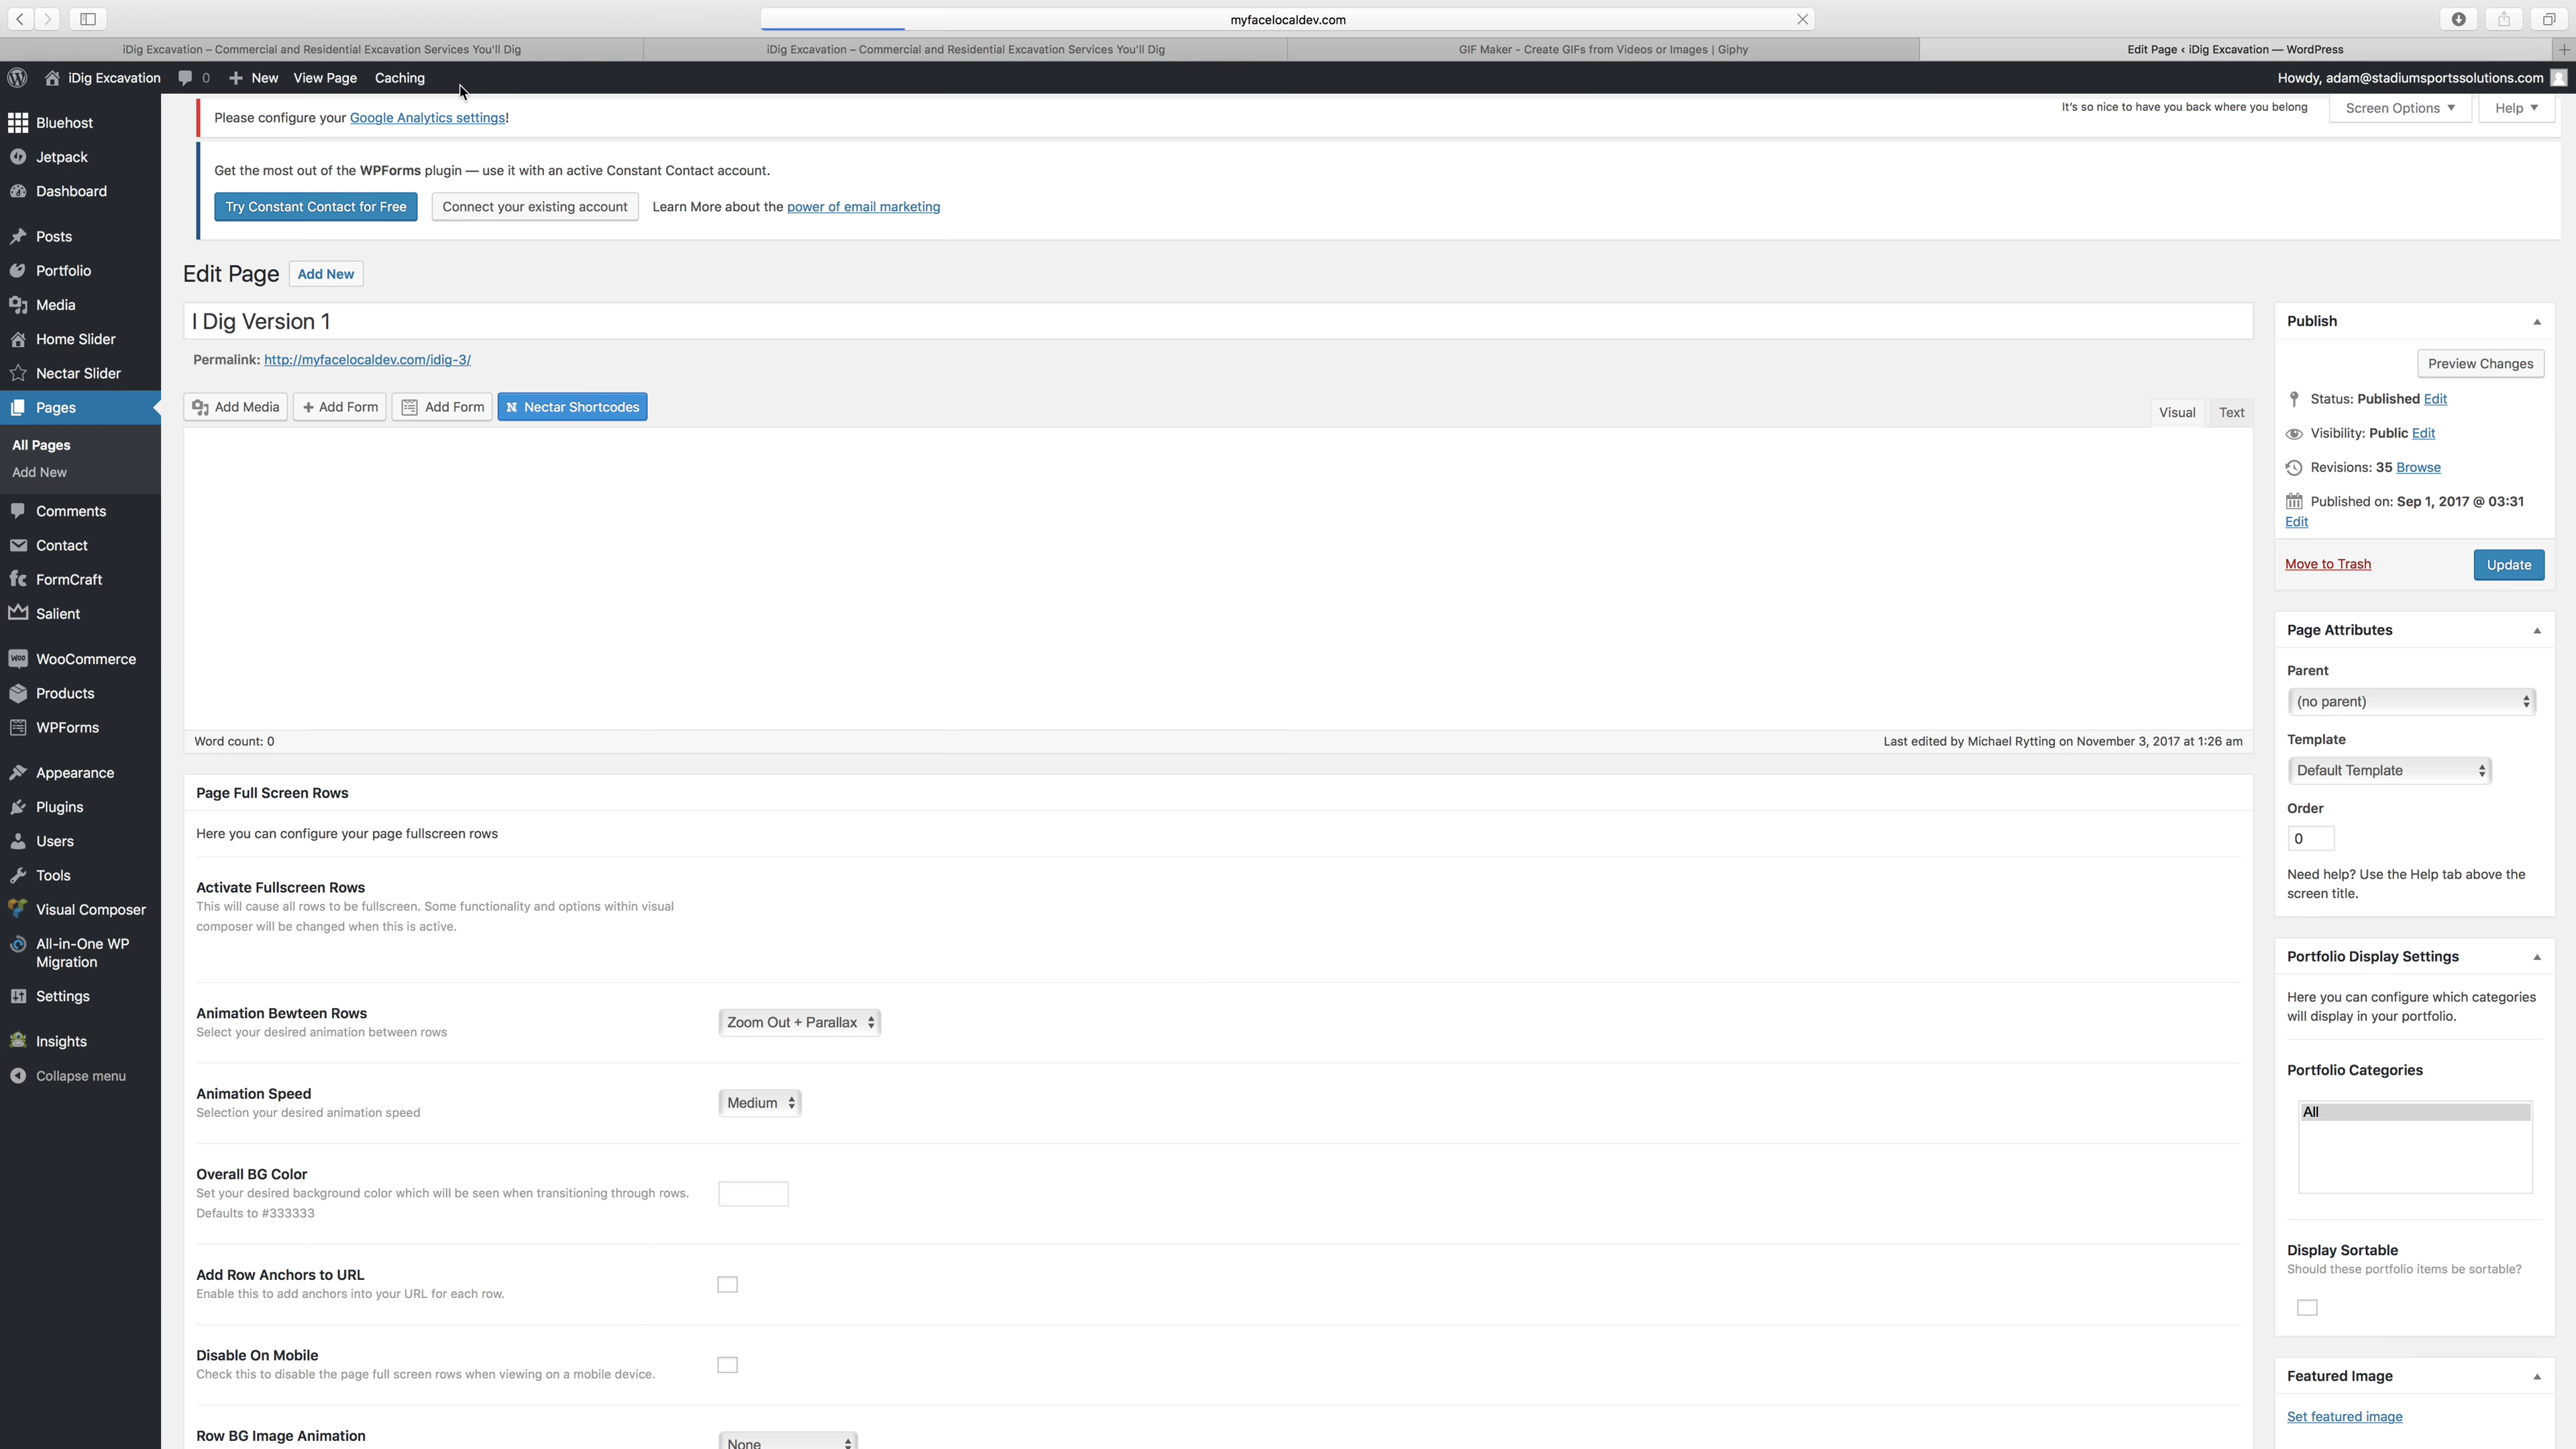 myfacelocaldev.com
iDig Excavation – Commercial and Residential Excavation Services You'll Dig
iDig Excavation – Commercial and Residential Excavation Services You'll Dig
GIF Maker - Create GIFs from Videos or Images | Giphy
Edit Page ‹ iDig Excavation — WordPress
iDig Excavation
0
New
View Page
Caching
Howdy, adam@stadiumsportssolutions.com
Bluehost
Jetpack
Dashboard
Posts
Portfolio
Media
Home Slider
Nectar Slider
Pages
All Pages
Add New
Comments
Contact
FormCraft
Salient
WooCommerce
Products
WPForms
Appearance
Plugins
Users
Tools
Visual Composer
All-in-One WP
Migration
Settings
Insights
Collapse menu
Please configure your Google Analytics settings!
It's so nice to have you back where you belong
Screen Options
Help
Get the most out of the WPForms plugin — use it with an active Constant Contact account.
Try Constant Contact for Free
Connect your existing account
Learn More about the power of email marketing
Edit Page
Add New
I Dig Version 1
Permalink: http://myfacelocaldev.com/idig-3/
Add Media
+ Add Form
Add Form
N Nectar Shortcodes
Visual
Text
Word count: 0
Last edited by Michael Rytting on November 3, 2017 at 1:26 am
Page Full Screen Rows
Here you can configure your page fullscreen rows
Activate Fullscreen Rows
This will cause all rows to be fullscreen. Some functionality and options within visual
composer will be changed when this is active.
Animation Bewteen Rows
Select your desired animation between rows
Zoom Out + Parallax
Animation Speed
Selection your desired animation speed
Medium
Overall BG Color
Set your desired background color which will be seen when transitioning through rows.
Defaults to #333333
Add Row Anchors to URL
Enable this to add anchors into your URL for each row.
Disable On Mobile
Check this to disable the page full screen rows when viewing on a mobile device.
Row BG Image Animation
None
Publish
Preview Changes
Status: Published Edit
Visibility: Public Edit
Revisions: 35 Browse
Published on: Sep 1, 2017 @ 03:31
Edit
Move to Trash
Update
Page Attributes
Parent
(no parent)
Template
Default Template
Order
0
Need help? Use the Help tab above the
screen title.
Portfolio Display Settings
Here you can configure which categories
will display in your portfolio.
Portfolio Categories
All
Display Sortable
Should these portfolio items be sortable?
Featured Image
Set featured image